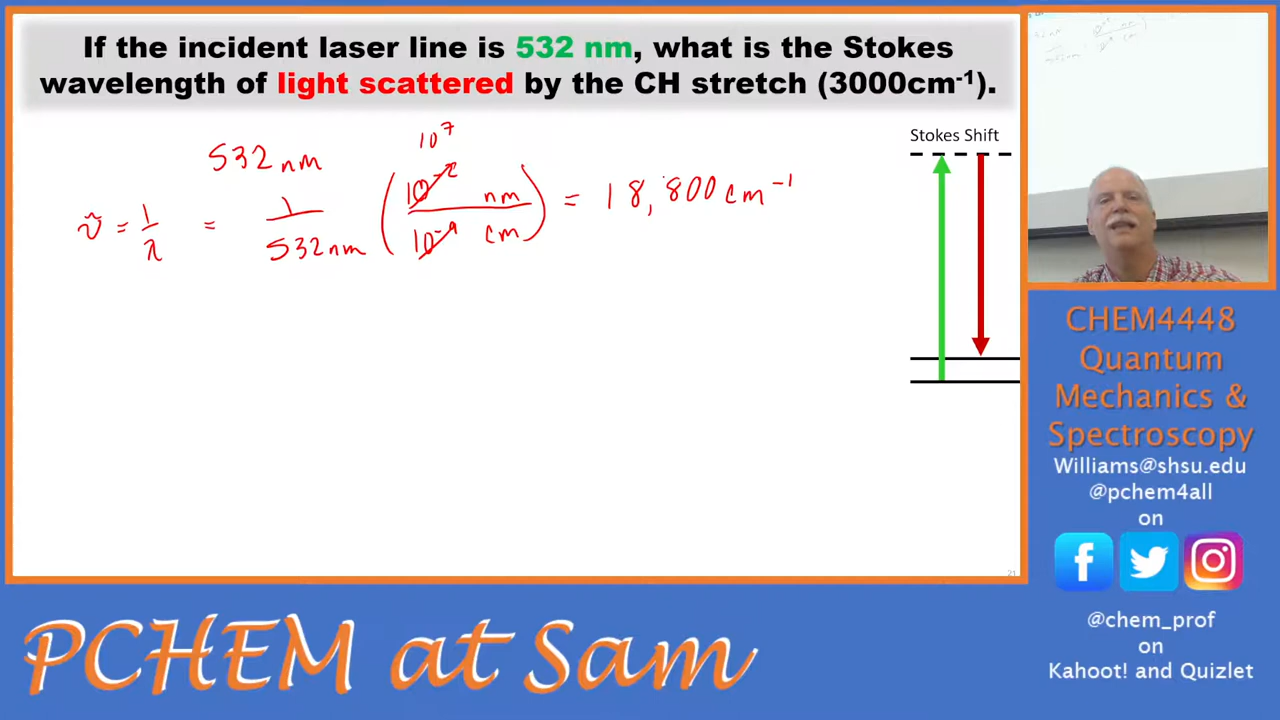 If the incident laser line is 532 nm, what is the Stokes
wavelength of light scattered by the CH stretch (3000cm⁻¹).
Stokes Shift
10⁷
532 nm
ν̃ = 1/λ = 1/532nm (10⁻² nm / 10⁻⁹ cm) = 18,800 cm⁻¹
21
CHEM4448
Quantum
Mechanics &
Spectroscopy
Williams@shsu.edu
@pchem4all
on
@chem_prof
on
Kahoot! and Quizlet
PCHEM at Sam